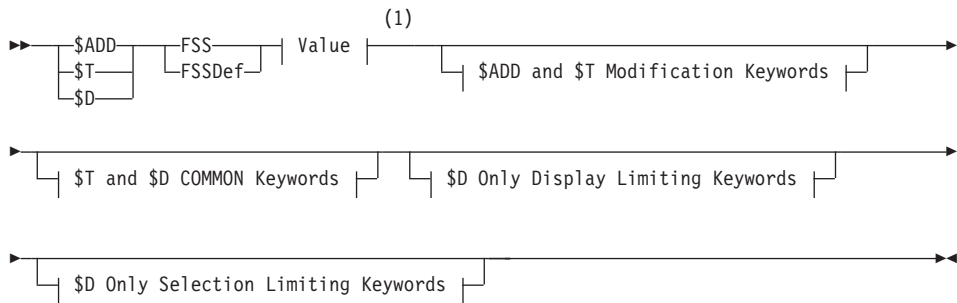 (1)
$ADD FSS Value
$T FSSDef $ADD and $T Modification Keywords
$D
$T and $D COMMON Keywords $D Only Display Limiting Keywords
$D Only Selection Limiting Keywords